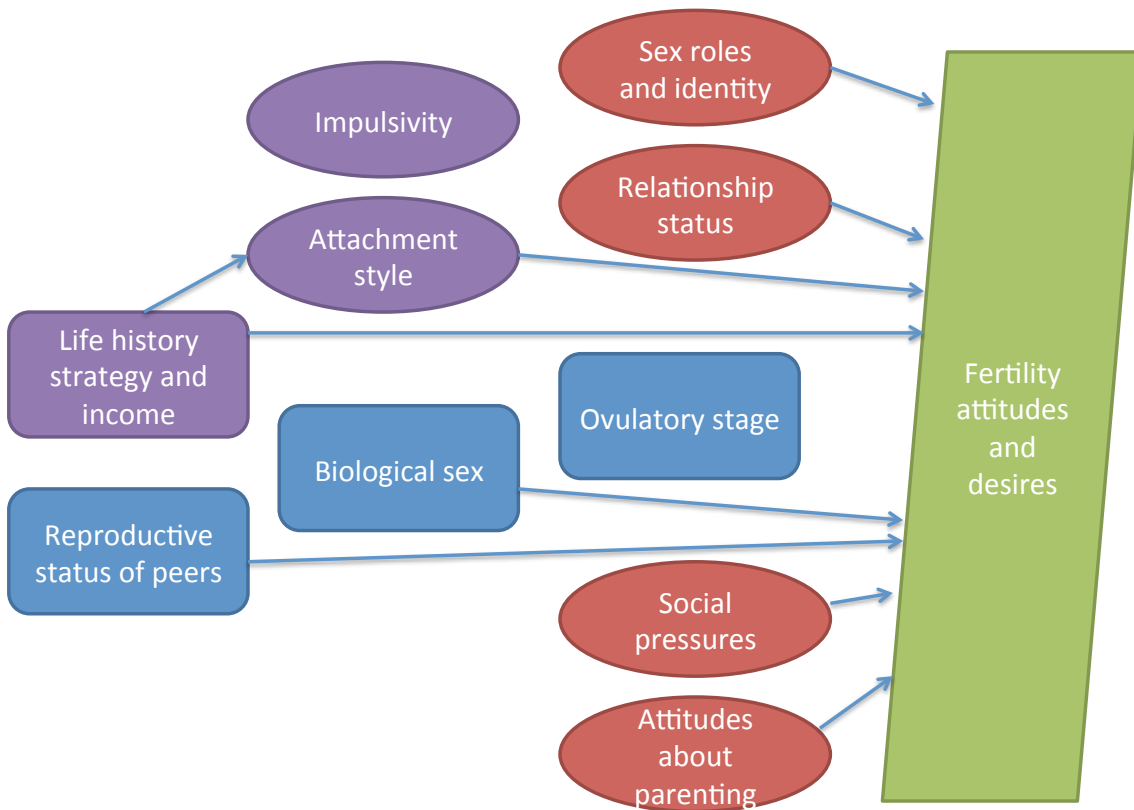 Sex roles
and identity
Impulsivity
Relationship
status
Attachment
style
Life history
strategy and
income
Ovulatory stage
Fertility
attitudes
and
desires
Biological sex
Reproductive
status of peers
Social
pressures
Attitudes
about
parenting